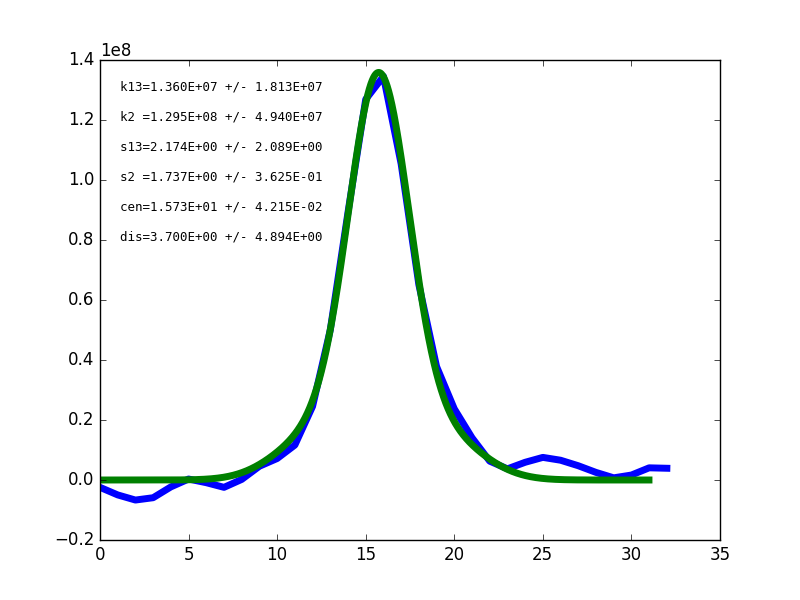 1e8
1.4
k13=1.360E+07 +/- 1.813E+07
1.2
k2 =1.295E+08 +/- 4.940E+07
s13=2.174E+00 +/- 2.089E+00
1.0
s2 =1.737E+00 +/- 3.625E-01
cen=1.573E+01 +/- 4.215E-02
0.8
dis=3.700E+00 +/- 4.894E+00
0.6
0.4
0.2
0.0
−0.2
0 5 10 15 20 25 30 35